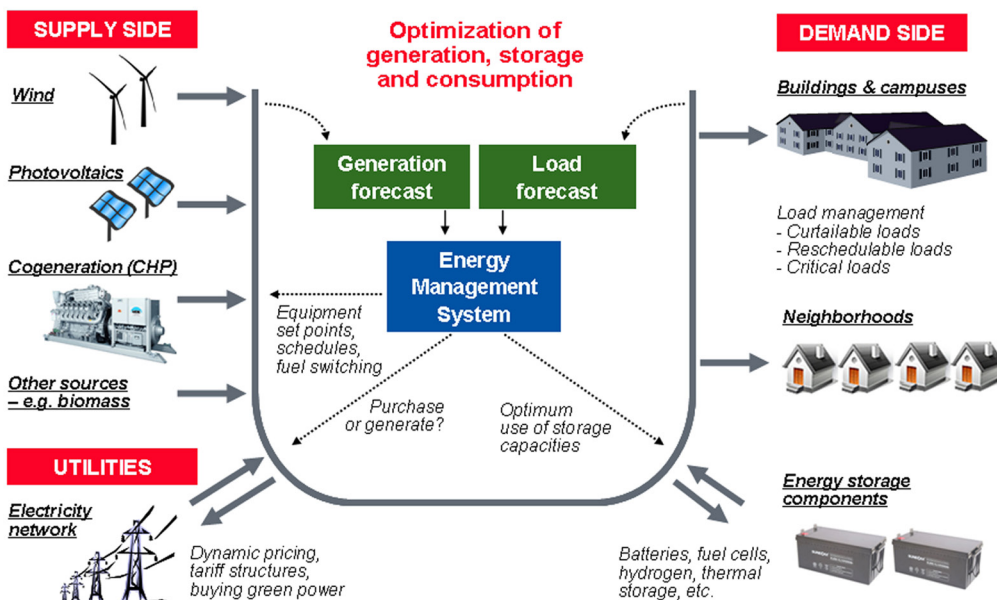 SUPPLY SIDE
Wind
Photovoltaics
Cogeneration (CHP)
Other sources
– e.g. biomass
UTILITIES
Electricity
network
Dynamic pricing,
tariff structures,
buying green power
Optimization of
generation, storage
and consumption
Generation
forecast
Load
forecast
Energy
Management
System
Equipment
set points,
schedules,
fuel switching
Purchase
or generate?
Optimum
use of storage
capacities
DEMAND SIDE
Buildings & campuses
Load management
- Curtailable loads
- Reschedulable loads
- Critical loads
Neighborhoods
Energy storage
components
Batteries, fuel cells,
hydrogen, thermal
storage, etc.